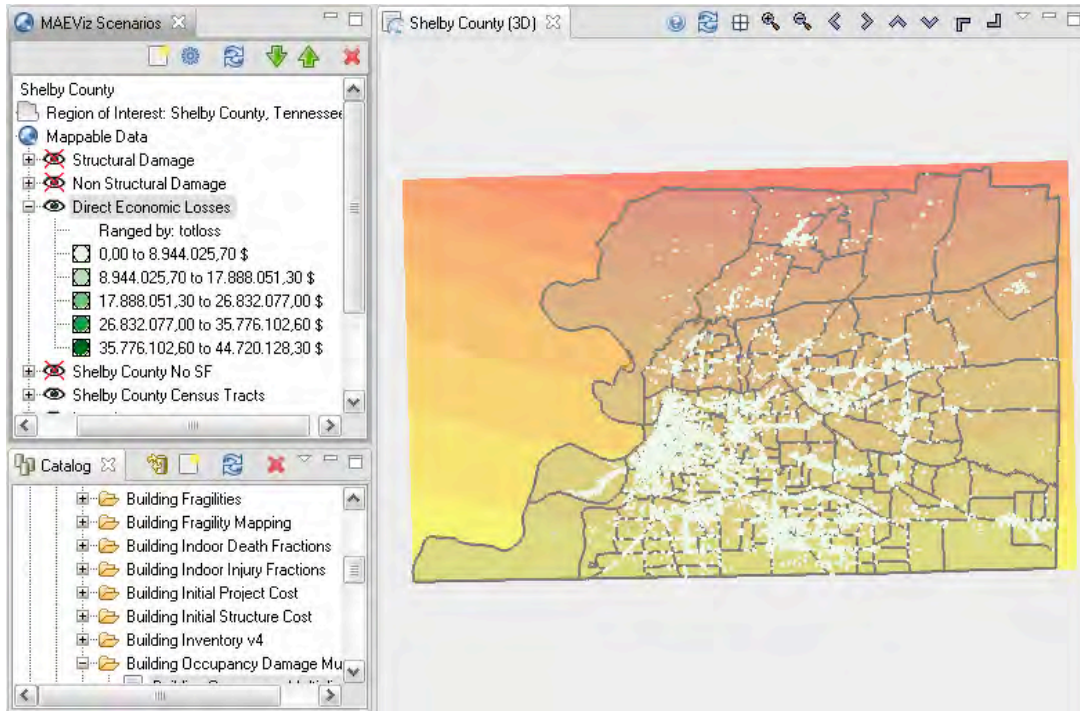 MAEViz Scenarios
Shelby County
Region of Interest: Shelby County, Tennessee
Mappable Data
Structural Damage
Non Structural Damage
Direct Economic Losses
Ranged by: totloss
0,00 to 8.944.025,70 $
8.944.025,70 to 17.888.051,30 $
17.888.051,30 to 26.832.077,00 $
26.832.077,00 to 35.776.102,60 $
35.776.102,60 to 44.720.128,30 $
Shelby County No SF
Shelby County Census Tracts
Catalog
Building Fragilities
Building Fragility Mapping
Building Indoor Death Fractions
Building Indoor Injury Fractions
Building Initial Project Cost
Building Initial Structure Cost
Building Inventory v4
Building Occupancy Damage Mu
Shelby County (3D)